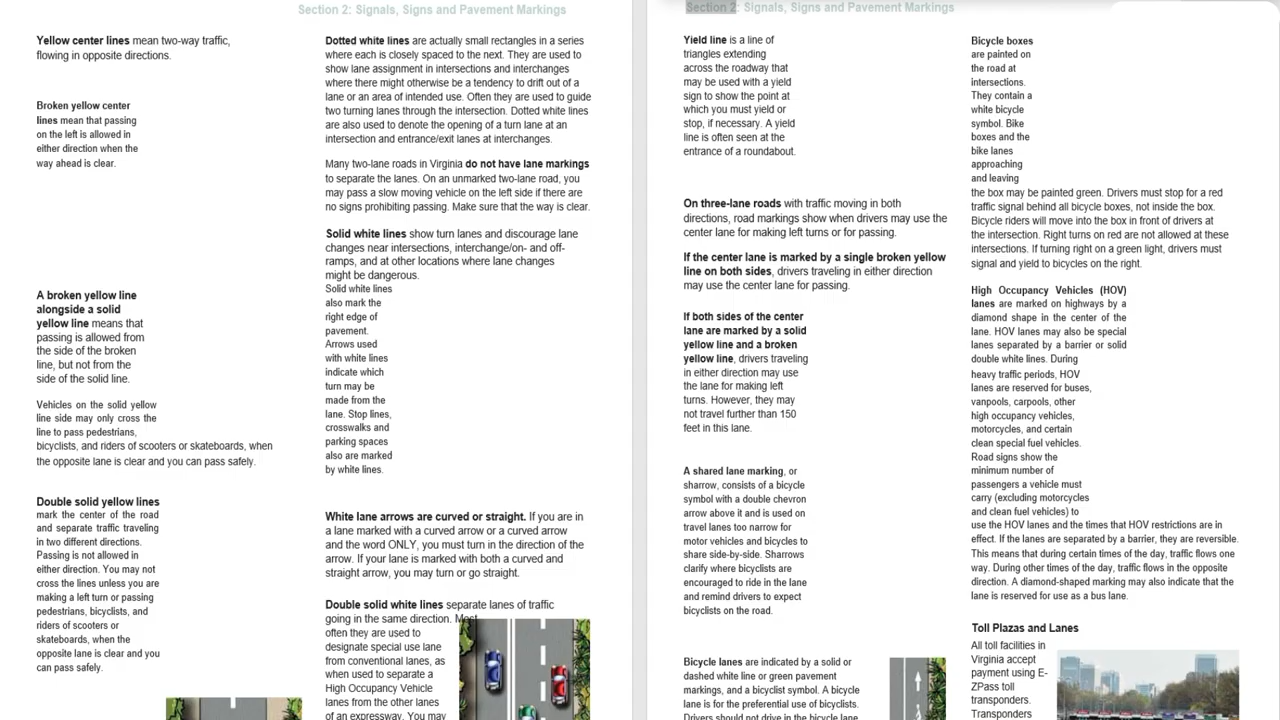 Section 2: Signals, Signs and Pavement Markings
Yellow center lines mean two-way traffic,
flowing in opposite directions.
Broken yellow center
lines mean that passing
on the left is allowed in
either direction when the
way ahead is clear.
A broken yellow line
alongside a solid
yellow line means that
passing is allowed from
the side of the broken
line, but not from the
side of the solid line.
Vehicles on the solid yellow
line side may only cross the
line to pass pedestrians,
bicyclists, and riders of scooters or skateboards, when
the opposite lane is clear and you can pass safely.
Double solid yellow lines
mark the center of the road
and separate traffic traveling
in two different directions.
Passing is not allowed in
either direction. You may not
cross the lines unless you are
making a left turn or passing
pedestrians, bicyclists, and
riders of scooters or
skateboards, when the
opposite lane is clear and you
can pass safely.
Dotted white lines are actually small rectangles in a series
where each is closely spaced to the next. They are used to
show lane assignment in intersections and interchanges
where there might otherwise be a tendency to drift out of a
lane or an area of intended use. Often they are used to guide
two turning lanes through the intersection. Dotted white lines
are also used to denote the opening of a turn lane at an
intersection and entrance/exit lanes at interchanges.
Many two-lane roads in Virginia do not have lane markings
to separate the lanes. On an unmarked two-lane road, you
may pass a slow moving vehicle on the left side if there are
no signs prohibiting passing. Make sure that the way is clear.
Solid white lines show turn lanes and discourage lane
changes near intersections, interchange/on- and off-
ramps, and at other locations where lane changes
might be dangerous.
Solid white lines
also mark the
right edge of
pavement.
Arrows used
with white lines
indicate which
turn may be
made from the
lane. Stop lines,
crosswalks and
parking spaces
also are marked
by white lines.
White lane arrows are curved or straight. If you are in
a lane marked with a curved arrow or a curved arrow
and the word ONLY, you must turn in the direction of the
arrow. If your lane is marked with both a curved and
straight arrow, you may turn or go straight.
Double solid white lines separate lanes of traffic
going in the same direction. Most
often they are used to
designate special use lane
from conventional lanes, as
when used to separate a
High Occupancy Vehicle
lanes from the other lanes
of an expressway. You may
Section 2: Signals, Signs and Pavement Markings
Yield line is a line of
triangles extending
across the roadway that
may be used with a yield
sign to show the point at
which you must yield or
stop, if necessary. A yield
line is often seen at the
entrance of a roundabout.
On three-lane roads with traffic moving in both
directions, road markings show when drivers may use the
center lane for making left turns or for passing.
If the center lane is marked by a single broken yellow
line on both sides, drivers traveling in either direction
may use the center lane for passing.
If both sides of the center
lane are marked by a solid
yellow line and a broken
yellow line, drivers traveling
in either direction may use
the lane for making left
turns. However, they may
not travel further than 150
feet in this lane.
A shared lane marking, or
sharrow, consists of a bicycle
symbol with a double chevron
arrow above it and is used on
travel lanes too narrow for
motor vehicles and bicycles to
share side-by-side. Sharrows
clarify where bicyclists are
encouraged to ride in the lane
and remind drivers to expect
bicyclists on the road.
Bicycle lanes are indicated by a solid or
dashed white line or green pavement
markings, and a bicyclist symbol. A bicycle
lane is for the preferential use of bicyclists.
Drivers should not drive in the bicycle lane
Bicycle boxes
are painted on
the road at
intersections.
They contain a
white bicycle
symbol. Bike
boxes and the
bike lanes
approaching
and leaving
the box may be painted green. Drivers must stop for a red
traffic signal behind all bicycle boxes, not inside the box.
Bicycle riders will move into the box in front of drivers at
the intersection. Right turns on red are not allowed at these
intersections. If turning right on a green light, drivers must
signal and yield to bicycles on the right.
High Occupancy Vehicles (HOV)
lanes are marked on highways by a
diamond shape in the center of the
lane. HOV lanes may also be special
lanes separated by a barrier or solid
double white lines. During
heavy traffic periods, HOV
lanes are reserved for buses,
vanpools, carpools, other
high occupancy vehicles,
motorcycles, and certain
clean special fuel vehicles.
Road signs show the
minimum number of
passengers a vehicle must
carry (excluding motorcycles
and clean fuel vehicles) to
use the HOV lanes and the times that HOV restrictions are in
effect. If the lanes are separated by a barrier, they are reversible.
This means that during certain times of the day, traffic flows one
way. During other times of the day, traffic flows in the opposite
direction. A diamond-shaped marking may also indicate that the
lane is reserved for use as a bus lane.
Toll Plazas and Lanes
All toll facilities in
Virginia accept
payment using E-
ZPass toll
transponders.
Transponders